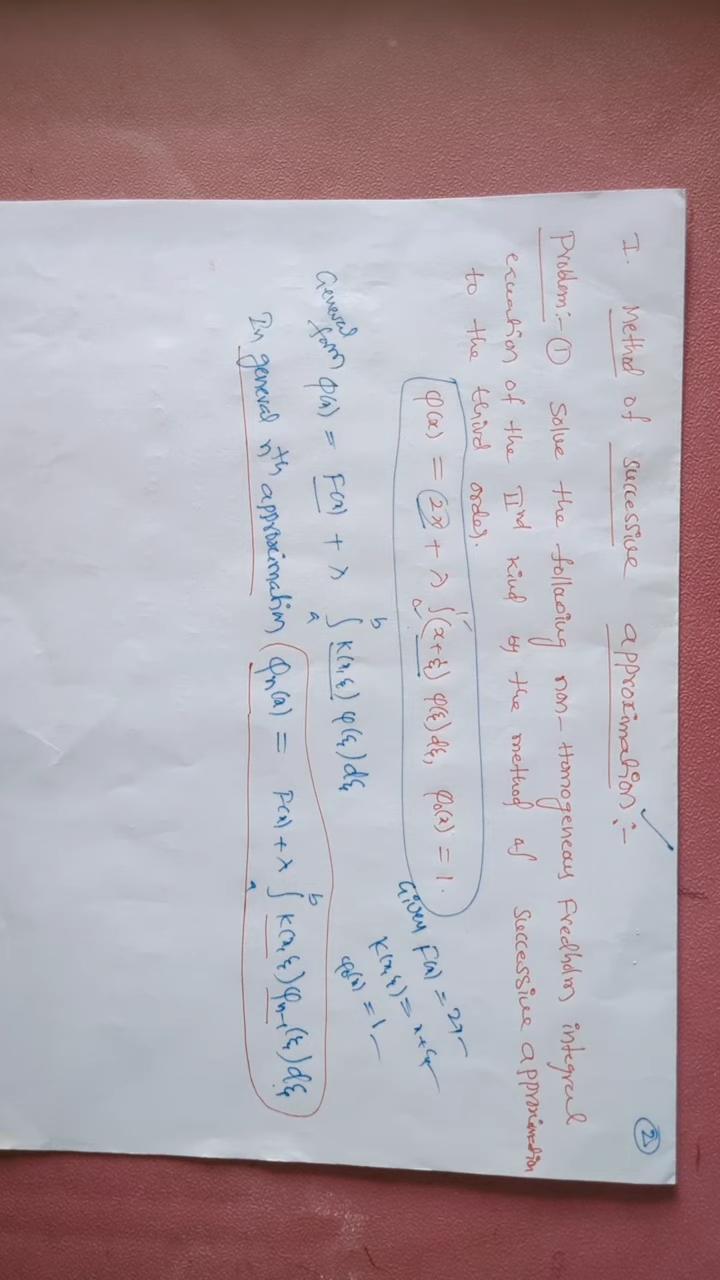 ②
I. Method of successive approximation:-
Problem:- ① Solve the following non-Homogeneous Fredholm integral
equation of the IInd kind by the method of successive approximation
to the third order.
φ(x) = 2x + λ ∫₀¹ (x+ξ) φ(ξ)dξ, φ₀(x) = 1.
Given F(x) = 2x
K(x,ξ) = x+ξ
φ₀(x) = 1
General form φ(x) = F(x) + λ ∫ₐᵇ K(x,ξ) φ(ξ)dξ
In general nth approximation φn(x) = F(x) + λ ∫ₐᵇ K(x,ξ) φn-1(ξ)dξ